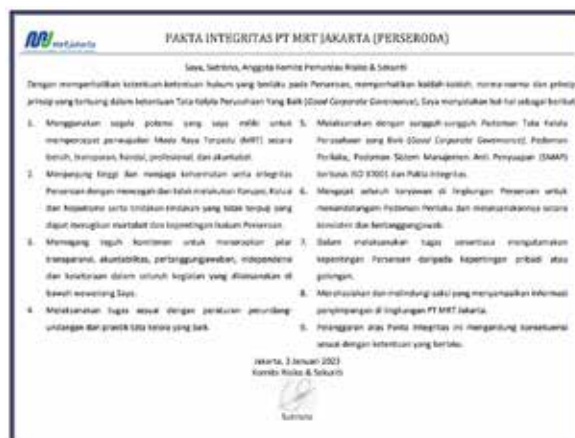 mrt jakarta
PAKTA INTEGRITAS PT MRT JAKARTA (PERSERODA)
Saya, Sutrisno, Anggota Komite Pemantau Risiko & Sekuriti
Dengan memperhatikan ketentuan-ketentuan hukum yang berlaku pada Perseroan, memperhatikan kaidah-kaidah, norma-norma dan prinsip
prinsip yang tertuang dalam ketentuan Tata Kelola Perusahaan Yang Baik (Good Corporate Governance), Saya menyatakan hal-hal sebagai berikut
1. Menggunakan segala potensi yang saya miliki untuk
mempercepat perwujudan Moda Raya Terpadu (MRT) secara
bersih, transparan, handal, profesional, dan akuntabel.
2. Menjunjung tinggi dan menjaga kehormatan serta integritas
Perseroan dengan mencegah dan tidak melakukan Korupsi, Kolusi
dan Nepotisme serta tindakan-tindakan yang tidak terpuji yang
dapat merugikan martabat dan kepentingan hukum Perseroan.
3. Memegang teguh komitmen untuk menerapkan pilar
transparansi, akuntabilitas, pertanggungjawaban, independensi
dan kesetaraan dalam seluruh kegiatan yang dilaksanakan di
bawah wewenang Saya.
4. Melaksanakan tugas sesuai dengan peraturan perundang-
undangan dan praktik tata kelola yang baik.
5. Melaksanakan dengan sungguh-sungguh Pedoman Tata Kelola
Perusahaan yang Baik (Good Corporate Governance), Pedoman
Perilaku, Pedoman Sistem Manajemen Anti Penyuapan (SMAP)
berbasis ISO 37001 dan Pakta Integritas.
6. Mengajak seluruh karyawan di lingkungan Perseroan untuk
menandatangani Pedoman Perilaku dan melaksanakannya secara
konsisten dan bertanggungjawab.
7. Dalam melaksanakan tugas senantiasa mengutamakan
kepentingan Perseroan daripada kepentingan pribadi atau
golongan.
8. Merahasiakan dan melindungi saksi yang menyampaikan informasi
penyimpangan di lingkungan PT MRT Jakarta.
9. Pelanggaran atas Pakta Integritas ini mengandung konsekuensi
sesuai dengan ketentuan yang berlaku.
Jakarta, 3 Januari 2023
Komite Risiko & Sekuriti
Sutrisno